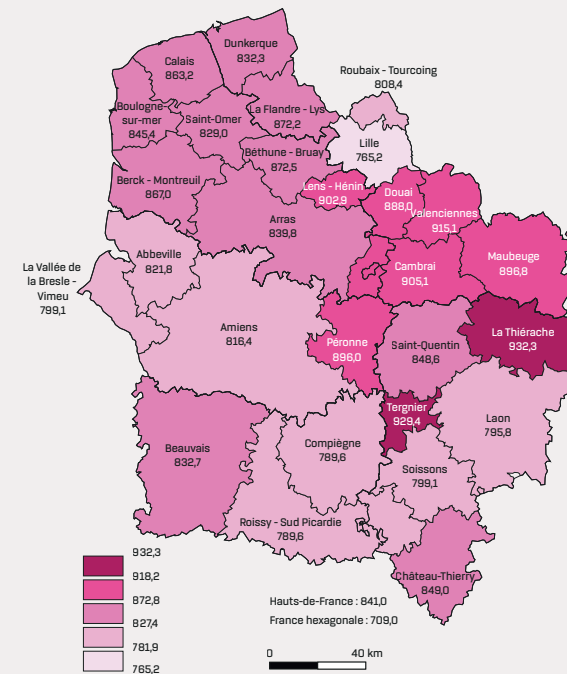 Dunkerque
832,3
Calais
863,2
Roubaix - Tourcoing
808,4
Boulogne-
sur-mer
845,4
Saint-Omer
829,0
La Flandre - Lys
872,2
Lille
765,2
Béthune - Bruay
872,5
Berck - Montreuil
867,0
Lens - Hénin
902,9
Douai
888,0
Valenciennes
915,1
Arras
839,8
Abbeville
821,8
Cambrai
905,1
Maubeuge
896,8
La Vallée de
la Bresle -
Vimeu
799,1
Amiens
816,4
Péronne
896,0
Saint-Quentin
848,6
La Thiérache
932,3
Tergnier
929,4
Laon
795,8
Beauvais
832,7
Compiègne
789,6
Soissons
799,1
Roissy - Sud Picardie
789,6
Château-Thierry
849,0
932,3
918,2
872,8
827,4
781,9
765,2
Hauts-de-France : 841,0
France hexagonale : 709,0
0 40 km